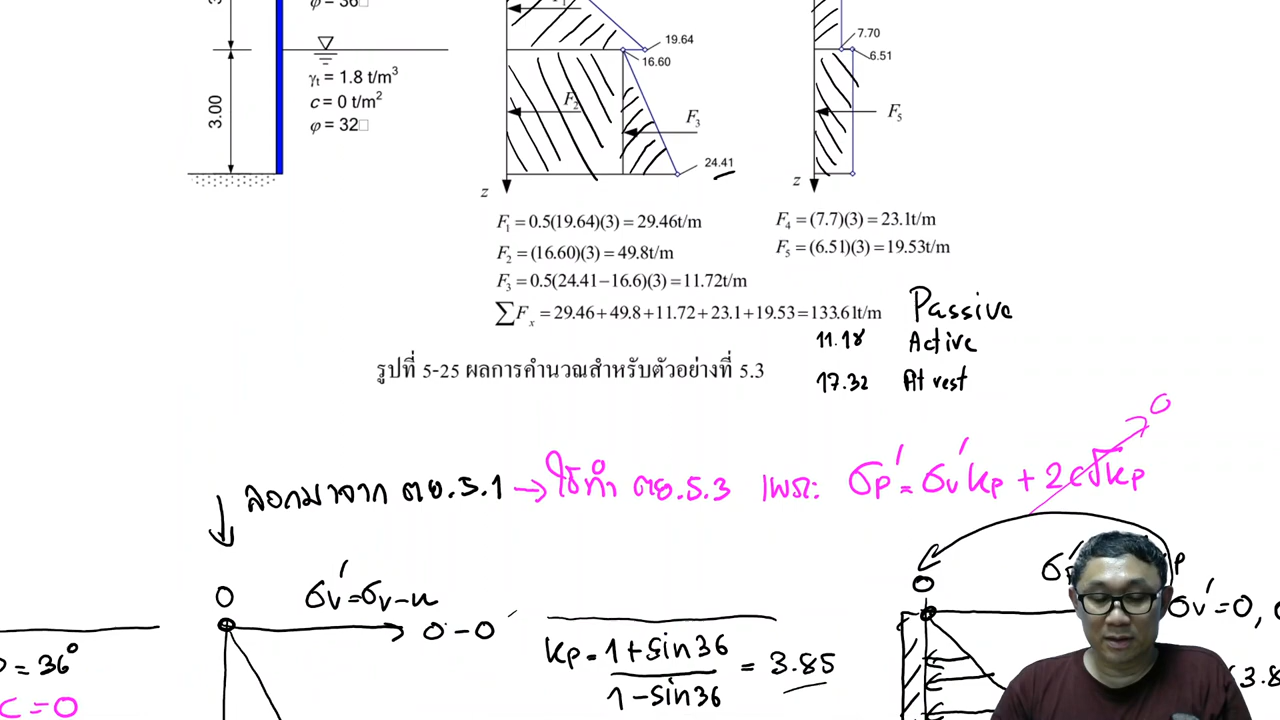 φ = 36□
3.00
γt = 1.8 t/m³
c = 0 t/m²
φ = 32□
19.64
16.60
F₂
F₃
24.41
z
7.70
6.51
F₅
z
F₁ = 0.5(19.64)(3) = 29.46t/m
F₂ = (16.60)(3) = 49.8t/m
F₃ = 0.5(24.41−16.6)(3) = 11.72t/m
∑Fx = 29.46+49.8+11.72+23.1+19.53=133.61t/m
F₄ = (7.7)(3) = 23.1t/m
F₅ = (6.51)(3) = 19.53t/m
Passive
11.18 Active
17.32 At rest
รูปที่ 5-25 ผลการคำนวณสำหรับตัวอย่างที่ 5.3
ลอกมาจาก ตย.5.1 → ใช้ทำ ตย.5.3 เพราะ σp' = σv'kp + 2c√kp
0
0
σv' = σv-u
0-0
kp = 1+sin36 / 1-sin36 = 3.85
0
σv'=0,
= 36°
c = 0